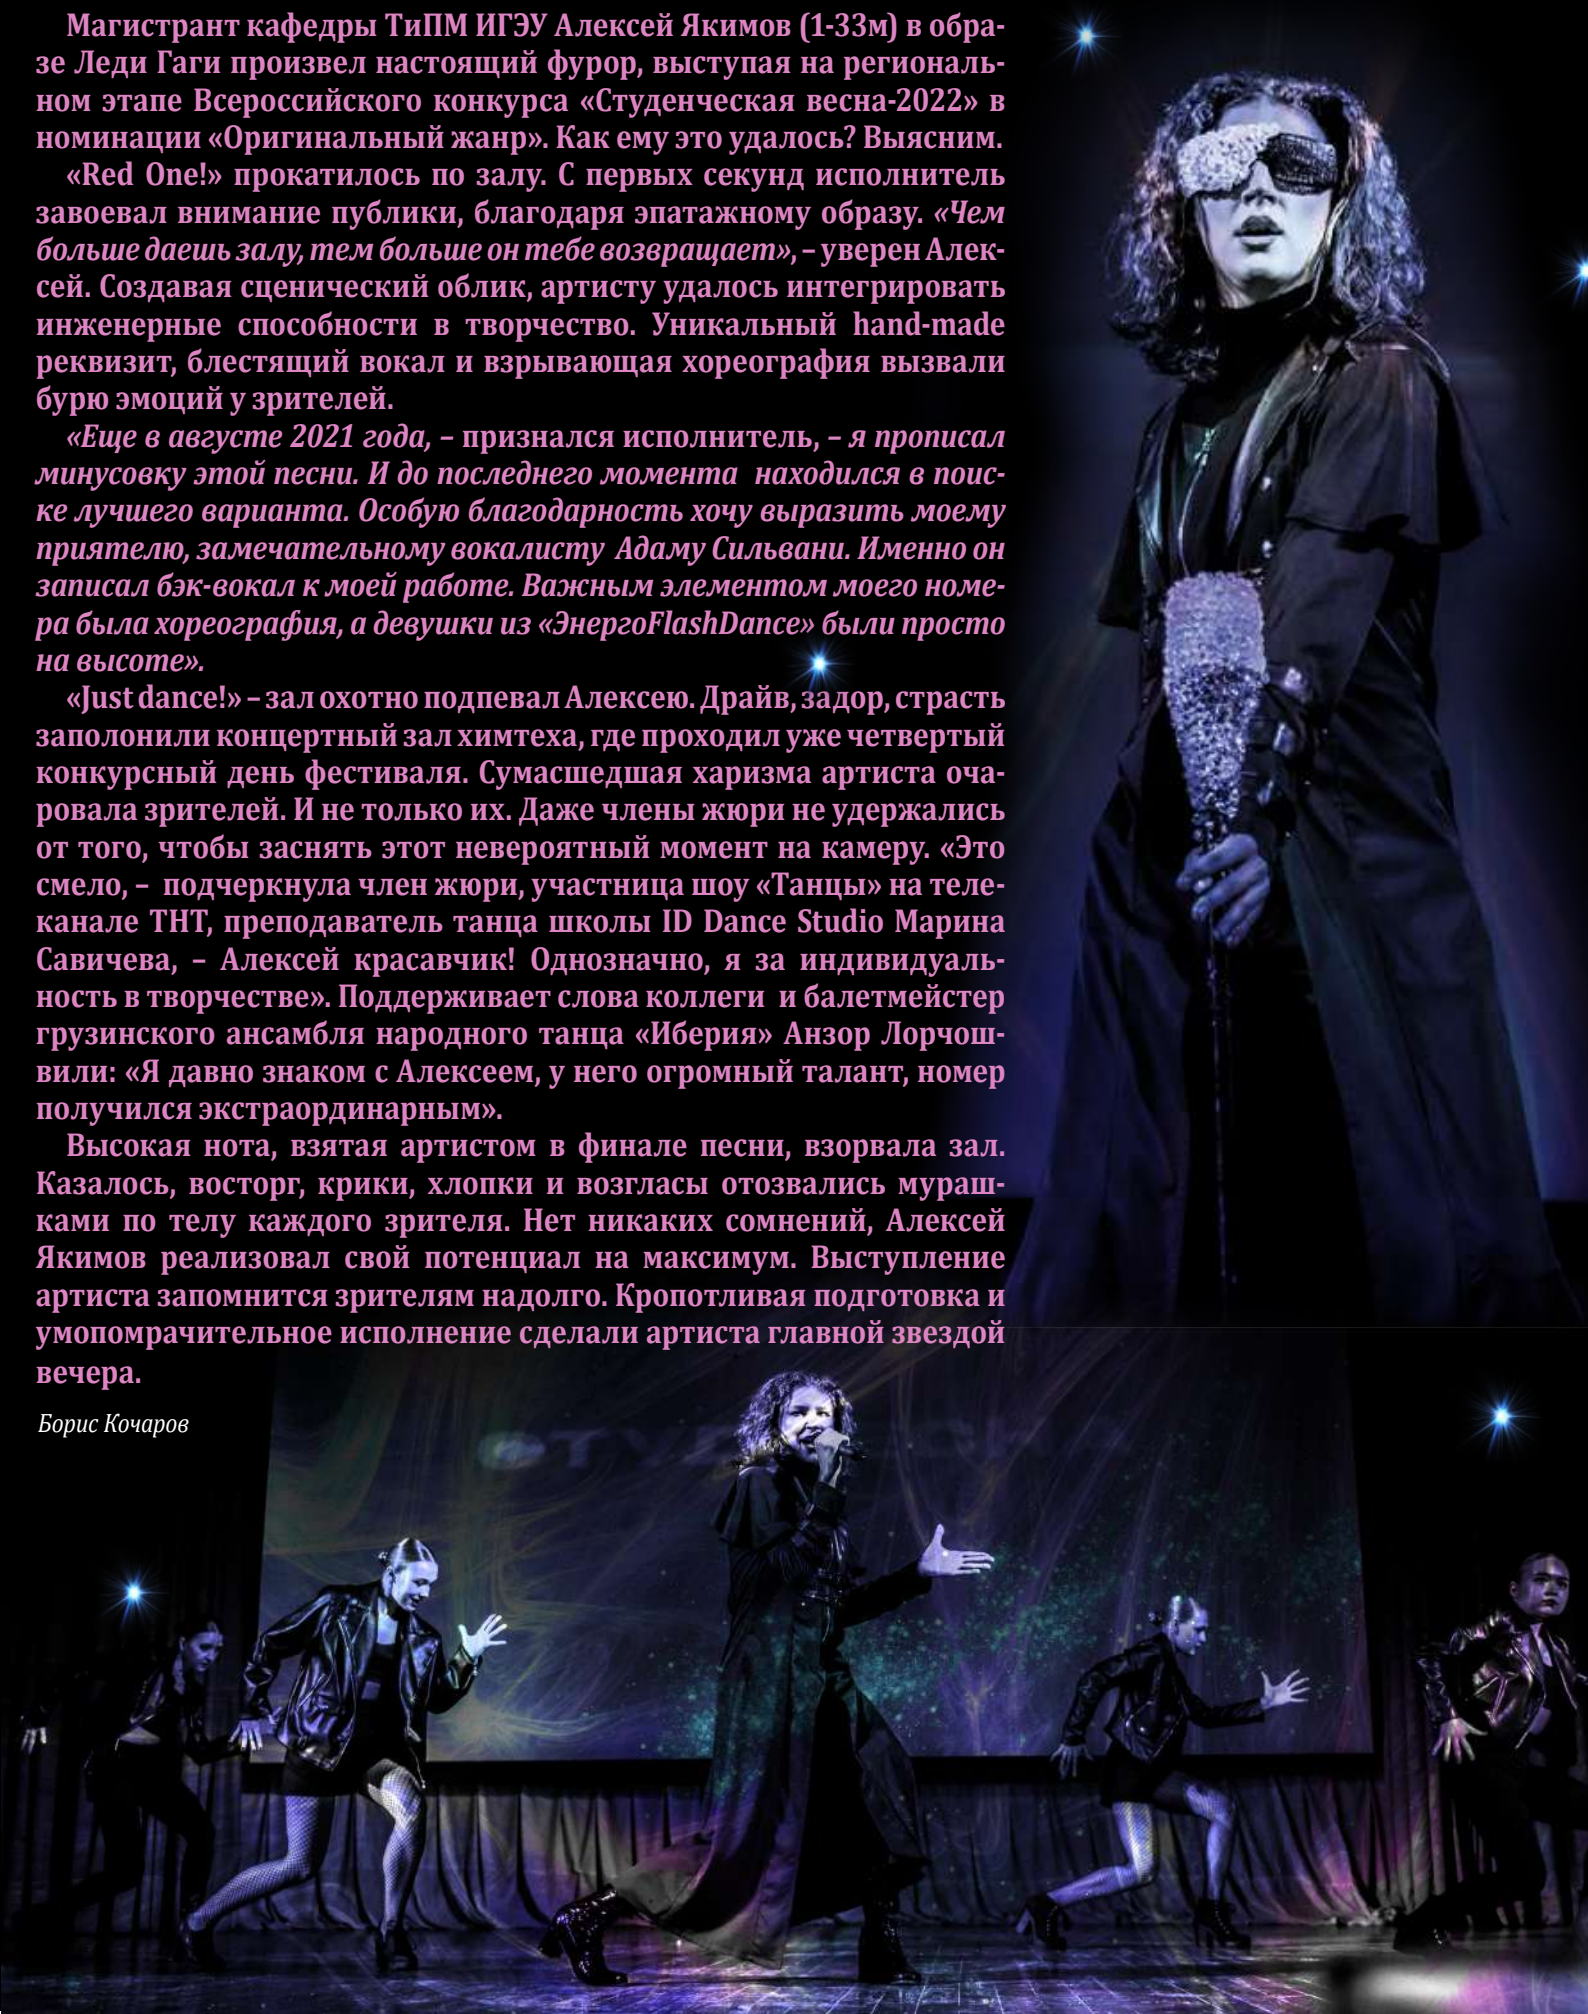 Магистрант кафедры ТиПМ ИГЭУ Алексей Якимов (1-33м) в обра-
зе Леди Гаги произвел настоящий фурор, выступая на региональ-
ном этапе Всероссийского конкурса «Студенческая весна-2022» в
номинации «Оригинальный жанр». Как ему это удалось? Выясним.
«Red One!» прокатилось по залу. С первых секунд исполнитель
завоевал внимание публики, благодаря эпатажному образу. «Чем
больше даешь залу, тем больше он тебе возвращает», – уверен Алек-
сей. Создавая сценический облик, артисту удалось интегрировать
инженерные способности в творчество. Уникальный hand-made
реквизит, блестящий вокал и взрывающая хореография вызвали
бурю эмоций у зрителей.
«Еще в августе 2021 года, – признался исполнитель, – я прописал
минусовку этой песни. И до последнего момента находился в поис-
ке лучшего варианта. Особую благодарность хочу выразить моему
приятелю, замечательному вокалисту Адаму Сильвани. Именно он
записал бэк-вокал к моей работе. Важным элементом моего номе-
ра была хореография, а девушки из «ЭнергоFlashDance» были просто
на высоте».
«Just dance!» – зал охотно подпевал Алексею. Драйв, задор, страсть
заполонили концертный зал химтеха, где проходил уже четвертый
конкурсный день фестиваля. Сумасшедшая харизма артиста оча-
ровала зрителей. И не только их. Даже члены жюри не удержались
от того, чтобы заснять этот невероятный момент на камеру. «Это
смело, – подчеркнула член жюри, участница шоу «Танцы» на теле-
канале ТНТ, преподаватель танца школы ID Dance Studio Марина
Савичева, – Алексей красавчик! Однозначно, я за индивидуаль-
ность в творчестве». Поддерживает слова коллеги и балетмейстер
грузинского ансамбля народного танца «Иберия» Анзор Лорчош-
вили: «Я давно знаком с Алексеем, у него огромный талант, номер
получился экстраординарным».
Высокая нота, взятая артистом в финале песни, взорвала зал.
Казалось, восторг, крики, хлопки и возгласы отозвались мураш-
ками по телу каждого зрителя. Нет никаких сомнений, Алексей
Якимов реализовал свой потенциал на максимум. Выступление
артиста запомнится зрителям надолго. Кропотливая подготовка и
умопомрачительное исполнение сделали артиста главной звездой
вечера.
Борис Кочаров